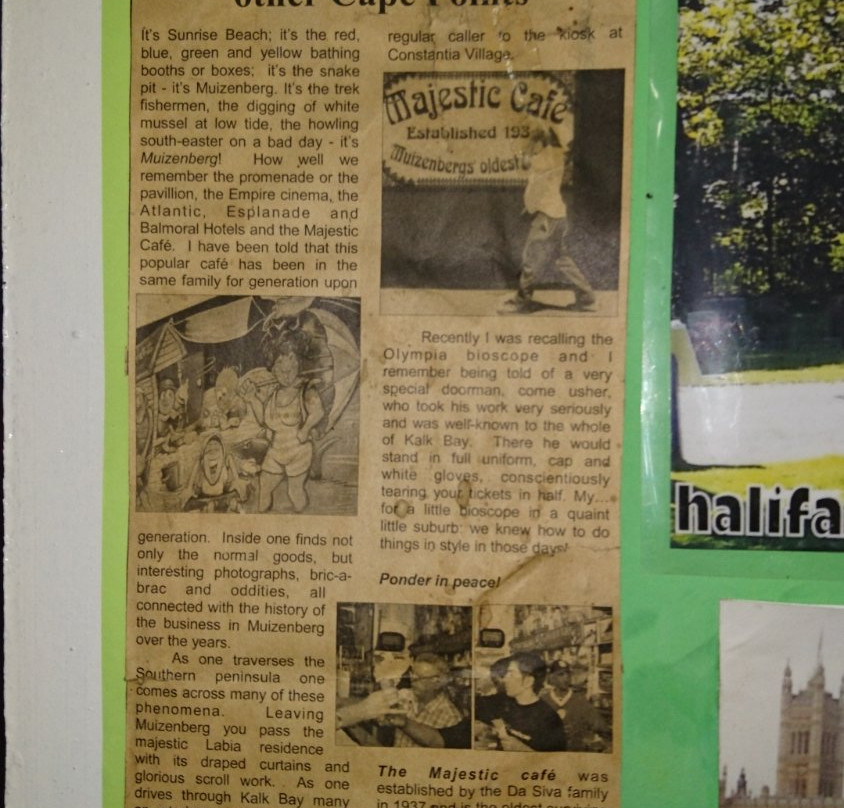 other Cape Points
It's Sunrise Beach; it's the red,
blue, green and yellow bathing
booths or boxes; it's the snake
pit - it's Muizenberg. It's the trek
fishermen, the digging of white
mussel at low tide, the howling
south-easter on a bad day - it's
Muizenberg! How well we
remember the promenade or the
pavillion, the Empire cinema, the
Atlantic, Esplanade and
Balmoral Hotels and the Majestic
Café. I have been told that this
popular café has been in the
same family for generation upon
generation. Inside one finds not
only the normal goods, but
interesting photographs, bric-a-
brac and oddities, all
connected with the history of
the business in Muizenberg
over the years.
As one traverses the
Southern peninsula one
comes across many of these
phenomena. Leaving
Muizenberg you pass the
majestic Labia residence
with its draped curtains and
glorious scroll work. As one
drives through Kalk Bay many
regular caller to the kiosk at
Constantia Village.
Majestic Café
Established 193
Muizenbergs oldest
Recently I was recalling the
Olympia bioscope and I
remember being told of a very
special doorman, come usher,
who took his work very seriously
and was well-known to the whole
of Kalk Bay. There he would
stand in full uniform, cap and
white gloves, conscientiously
tearing your tickets in half. My...
for a little bioscope in a quaint
little suburb: we knew how to do
things in style in those days!
Ponder in peace!
The Majestic café was
established by the Da Siva family
in 1937 and is the oldest
halifa